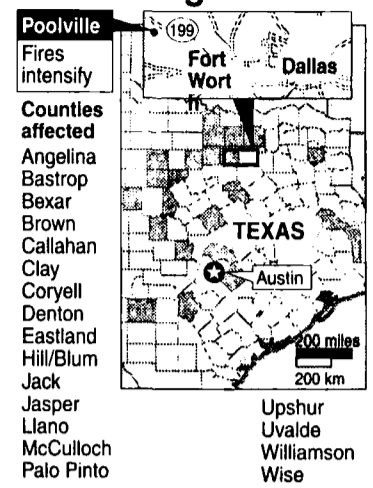 Poolville
Fires
intensify
199
Fort
Wort
Dallas
Counties
affected
Angelina
Bastrop
Bexar
Brown
Callahan
Clay
Coryell
Denton
Eastland
Hill/Blum
Jack
Jasper
Llano
McCulloch
Palo Pinto
TEXAS
Austin
200 miles
200 km
Upshur
Uvalde
Williamson
Wise